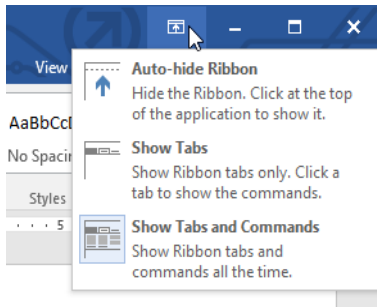 View
Auto-hide Ribbon
Hide the Ribbon. Click at the top
of the application to show it.
AaBbCcD
No Spacin
Show Tabs
Show Ribbon tabs only. Click a
tab to show the commands.
Styles
5
Show Tabs and Commands
Show Ribbon tabs and
commands all the time.